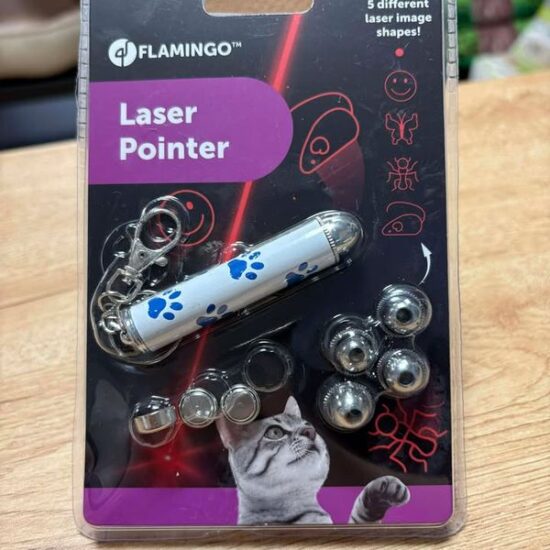 5 different
laser image
shapes!
FLAMINGO™
Laser
Pointer